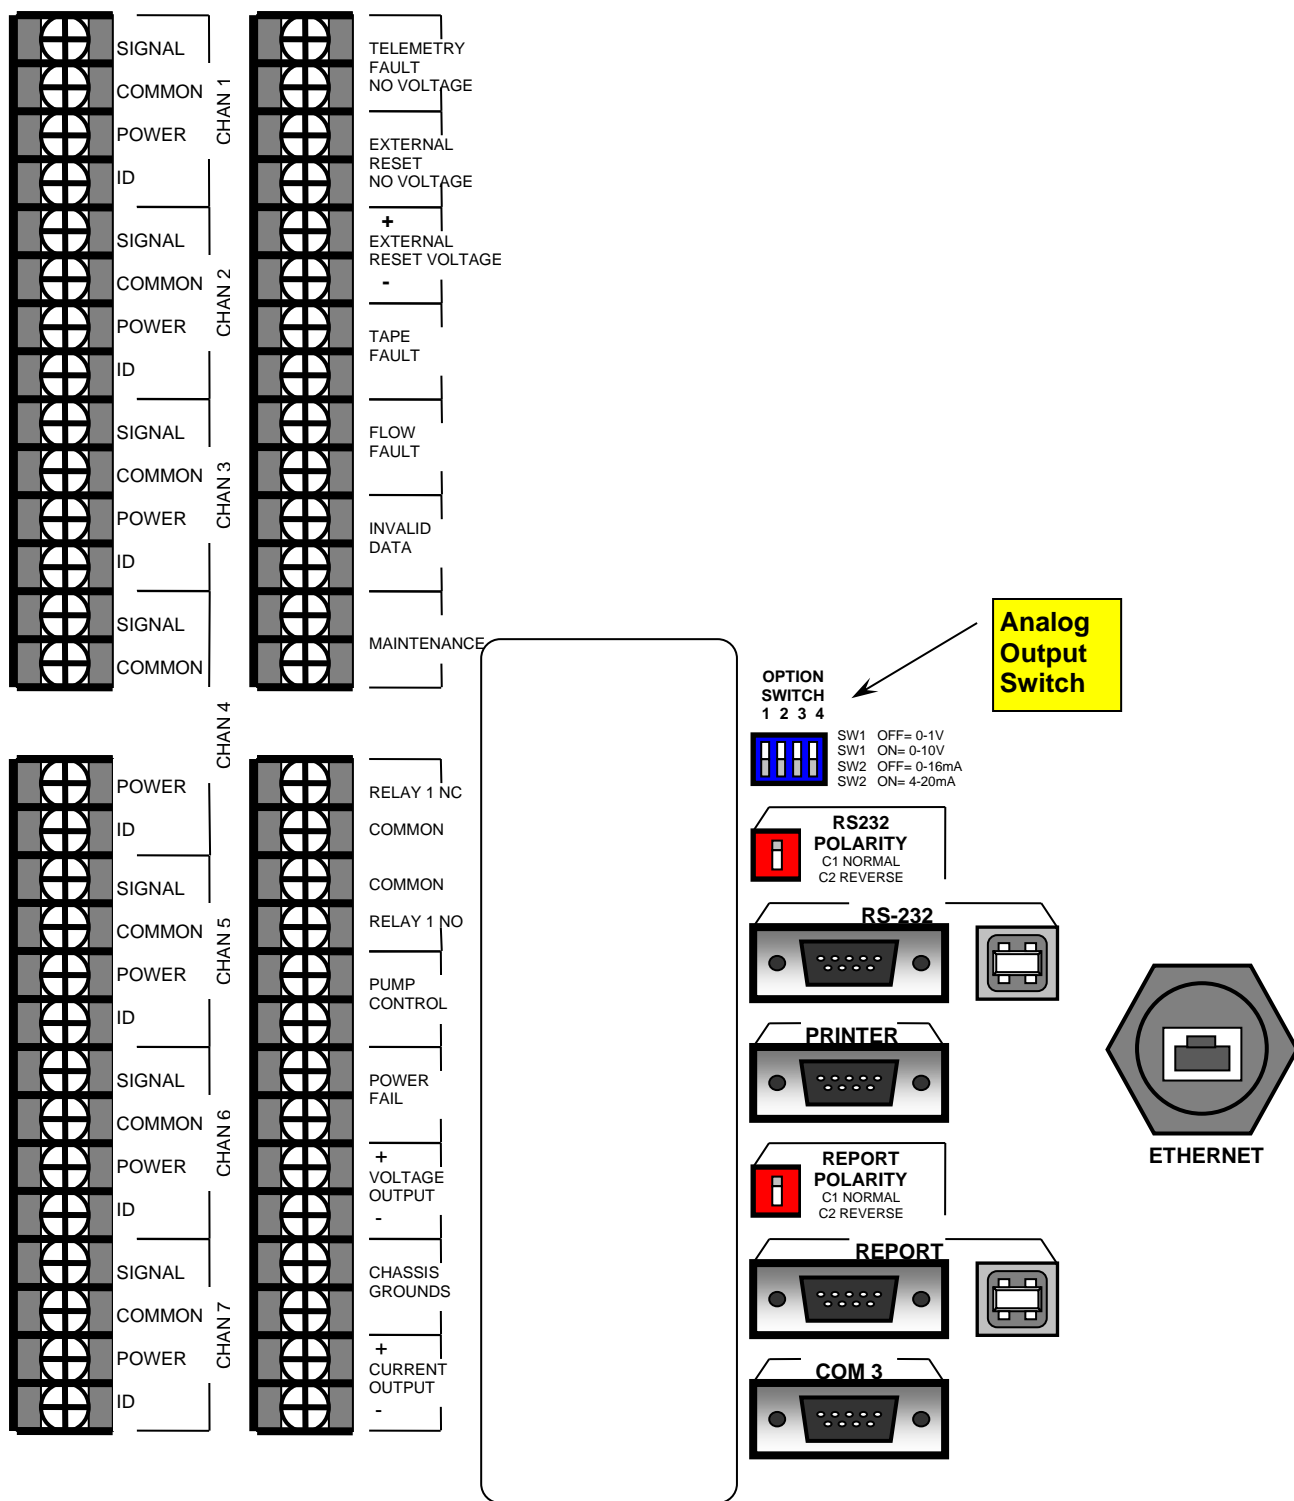 SIGNAL
COMMON
POWER
ID
CHAN 1
SIGNAL
COMMON
POWER
ID
CHAN 2
SIGNAL
COMMON
POWER
ID
CHAN 3
SIGNAL
COMMON
POWER
ID
CHAN 4
SIGNAL
COMMON
POWER
ID
CHAN 5
SIGNAL
COMMON
POWER
ID
CHAN 6
SIGNAL
COMMON
POWER
ID
CHAN 7
TELEMETRY
FAULT
NO VOLTAGE
EXTERNAL
RESET
NO VOLTAGE
+
EXTERNAL
RESET VOLTAGE
-
TAPE
FAULT
FLOW
FAULT
INVALID
DATA
MAINTENANCE
RELAY 1 NC
COMMON
COMMON
RELAY 1 NO
PUMP
CONTROL
POWER
FAIL
+
VOLTAGE
OUTPUT
-
CHASSIS
GROUNDS
+
CURRENT
OUTPUT
-
Analog
Output
Switch
OPTION
SWITCH
1 2 3 4
SW1 OFF= 0-1V
SW1 ON= 0-10V
SW2 OFF= 0-16mA
SW2 ON= 4-20mA
RS232
POLARITY
C1 NORMAL
C2 REVERSE
RS-232
PRINTER
REPORT
POLARITY
C1 NORMAL
C2 REVERSE
REPORT
COM 3
ETHERNET